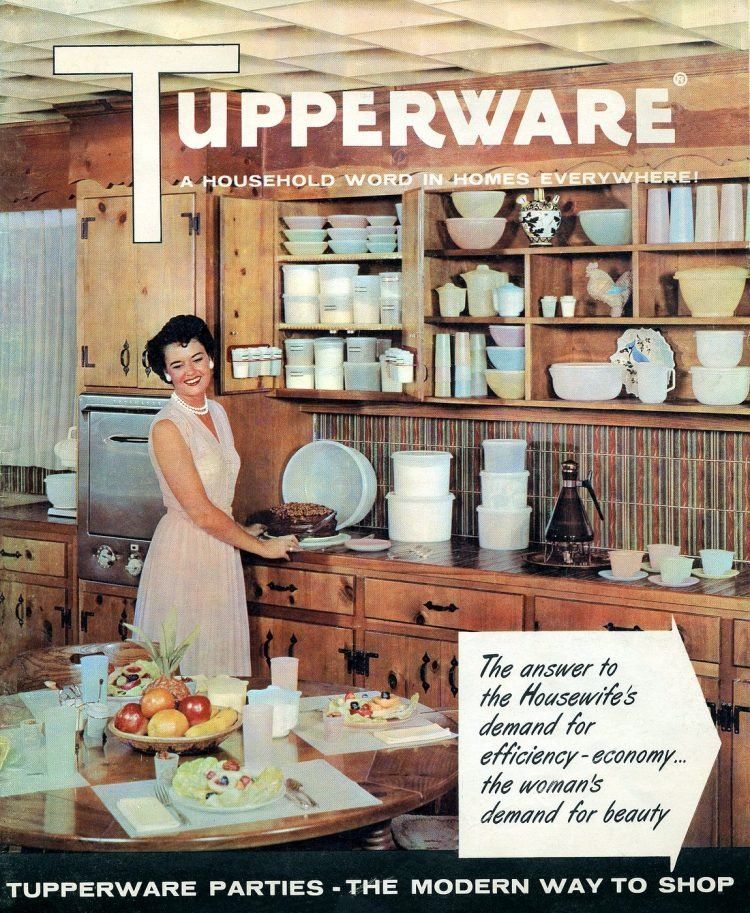 TUPPERWARE®
A HOUSEHOLD WORD IN HOMES EVERYWHERE!
The answer to
the Housewife's
demand for
efficiency-economy...
the woman's
demand for beauty
TUPPERWARE PARTIES - THE MODERN WAY TO SHOP